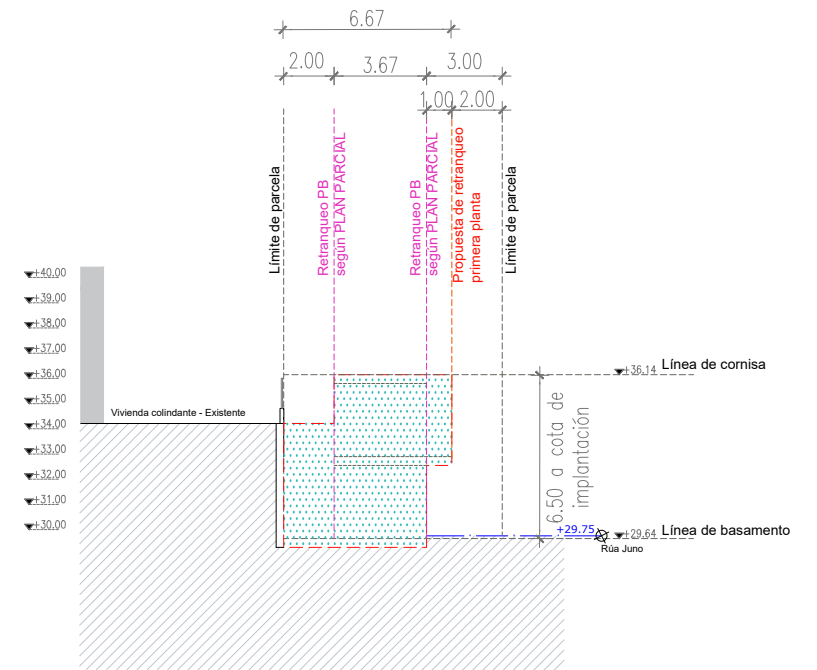 6.67
2.00
3.67
3.00
1.00
2.00
Límite de parcela
Retranqueo PB
según PLAN PARCIAL
Retranqueo PB
según PLAN PARCIAL
Propuesta de retranqueo
primera planta
Límite de parcela
+40.00
+39.00
+38.00
+37.00
+36.00
+35.00
+34.00
+33.00
+32.00
+31.00
+30.00
Vivienda colindante - Existente
+36.14 Línea de cornisa
6.50 a cota de
implantación
+29.75
+29.64 Línea de basamento
Rúa Juno